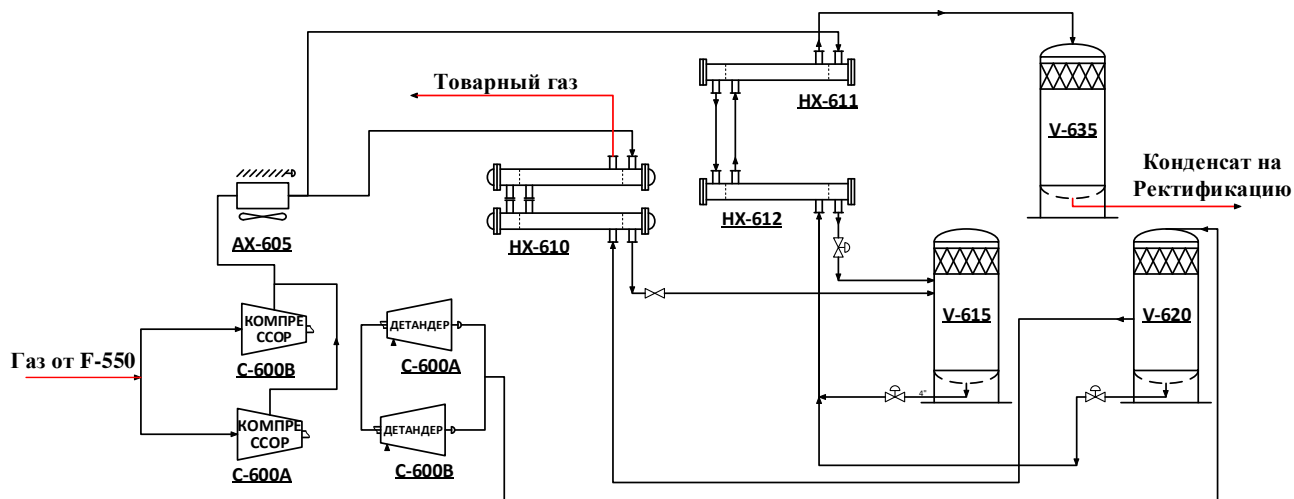 Товарный газ
HX-611
V-635
Конденсат на
Ректификацию
AX-605
HX-610
HX-612
КОМПРЕ
ССОР
C-600B
ДЕТАНДЕР
C-600A
V-615
V-620
Газ от F-550
4"
КОМПРЕ
ССОР
C-600A
ДЕТАНДЕР
C-600B